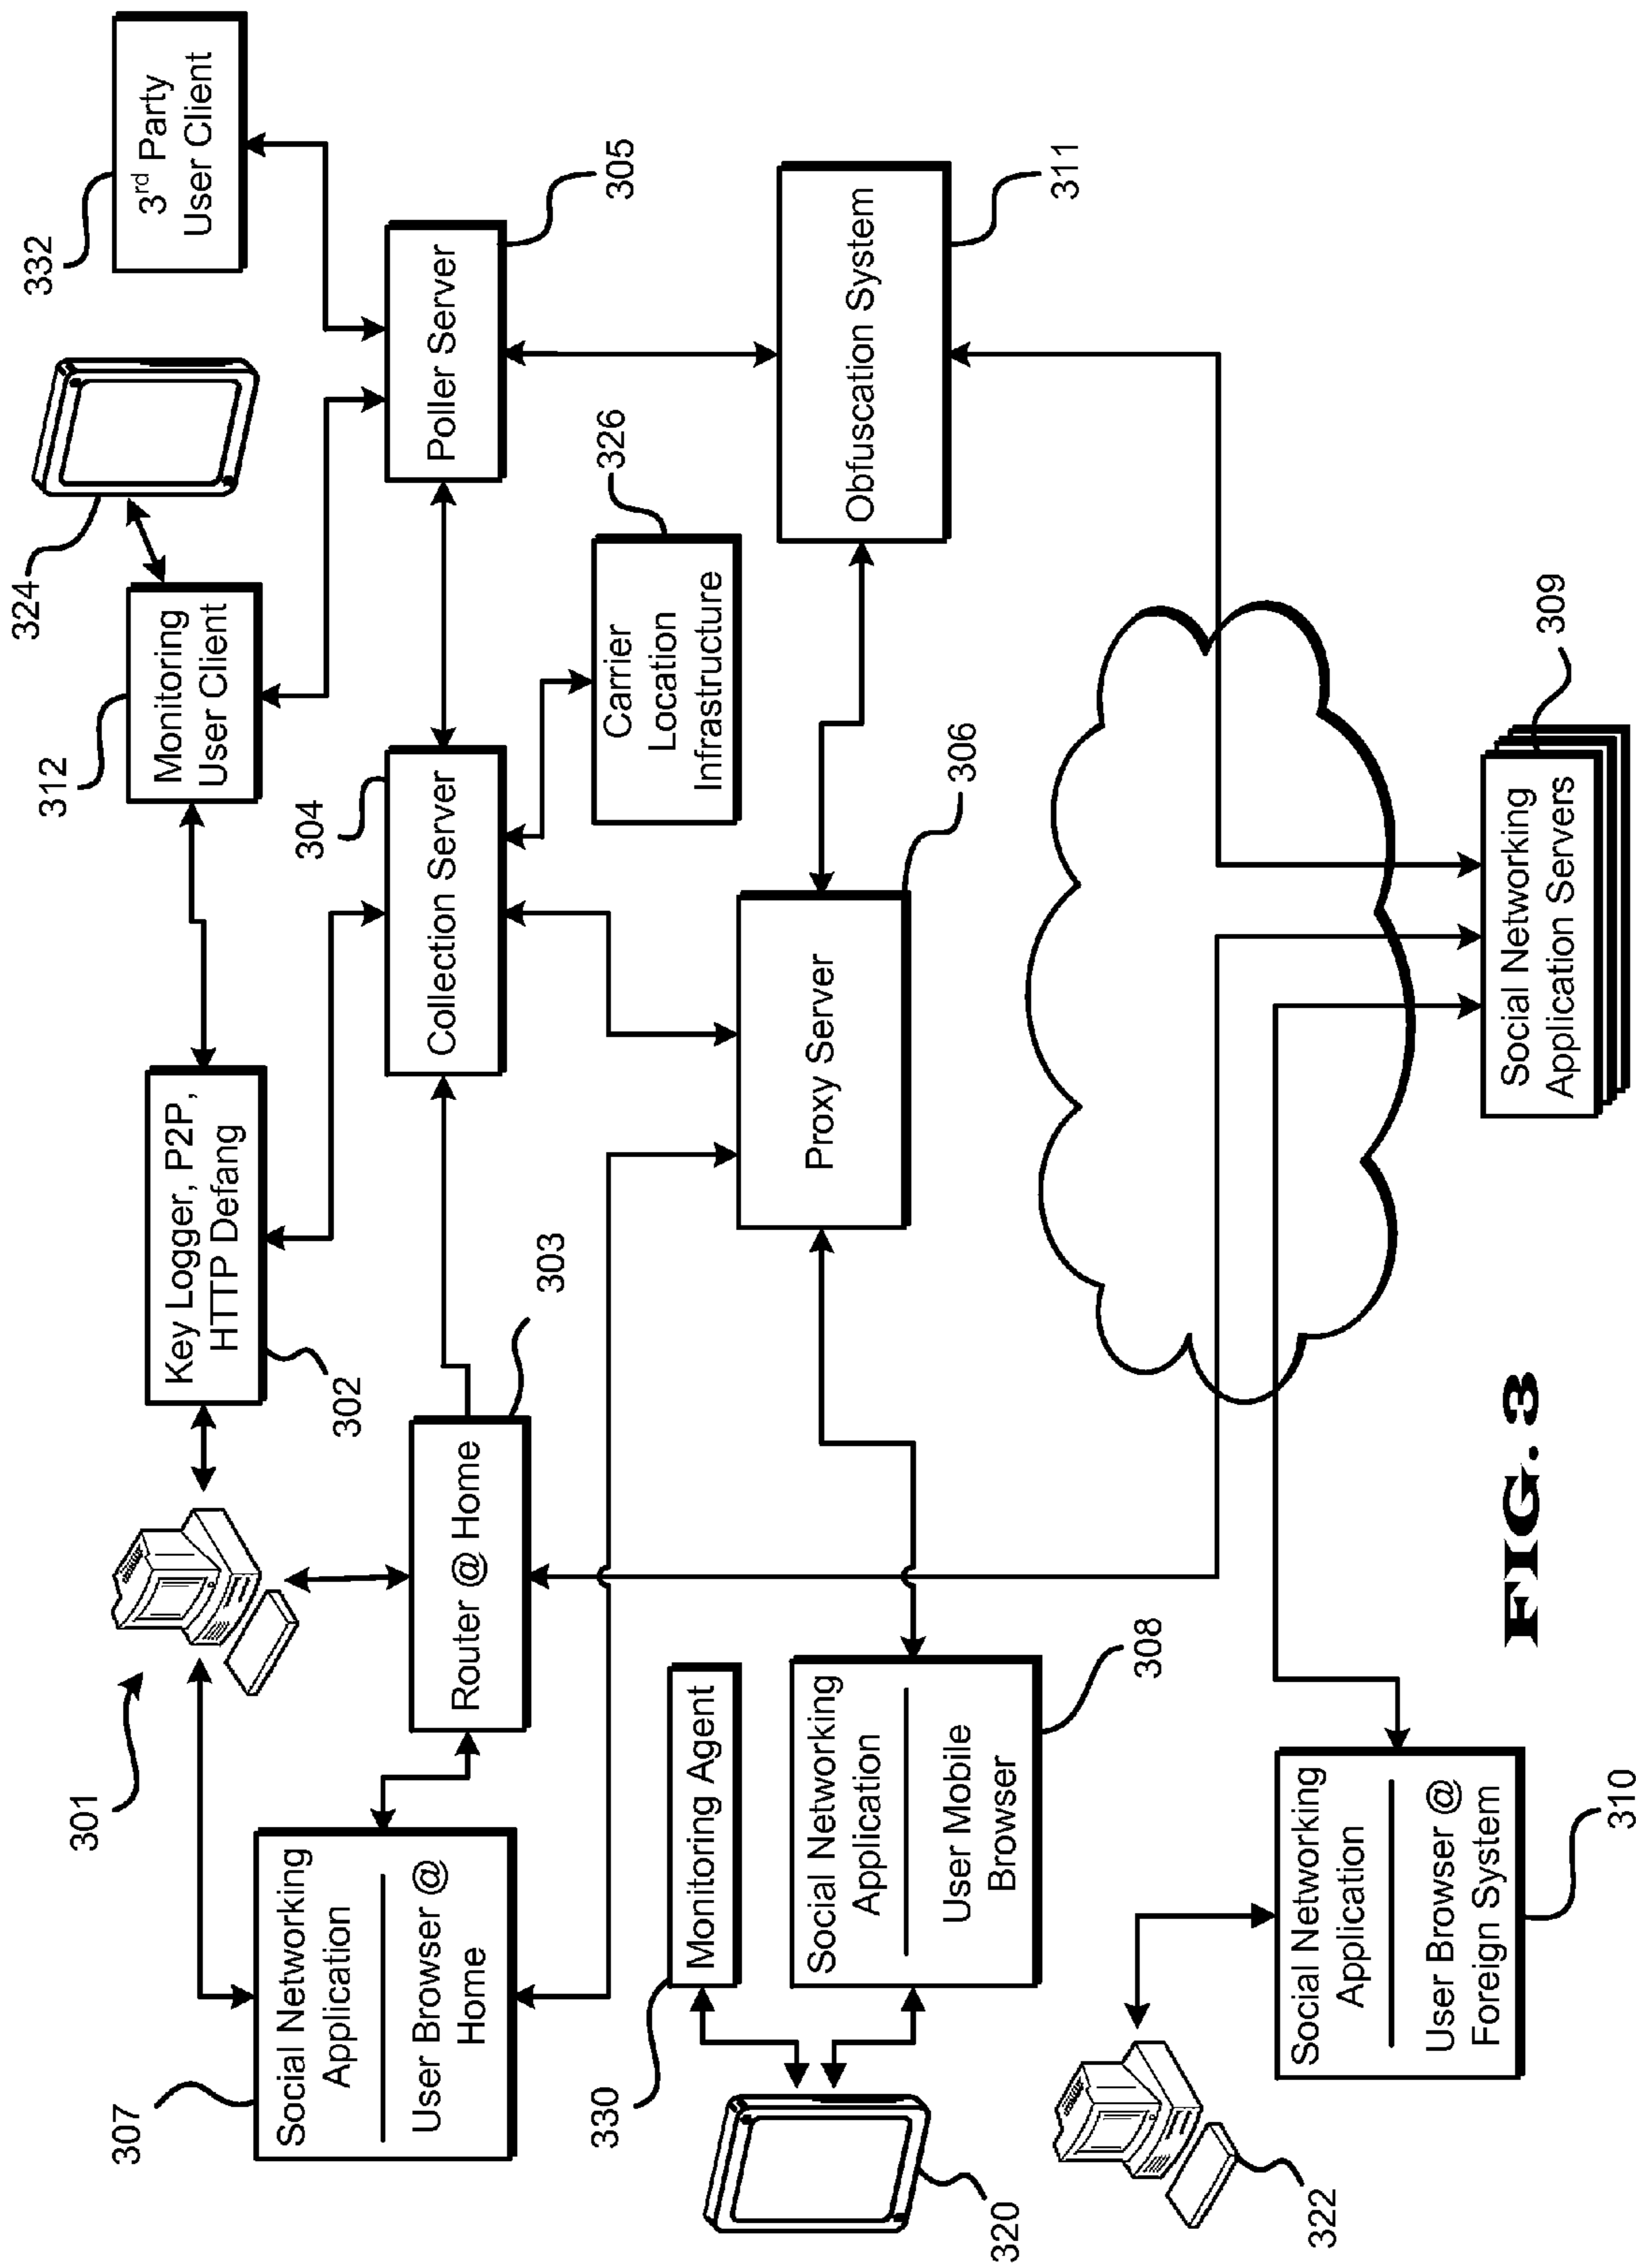 332
3rd Party
User Client
324
312
Monitoring
User Client
302
Key Logger, P2P,
HTTP Defang
301
307
Social Networking
Application
User Browser @
Home
305
Poller Server
304
Collection Server
303
Router @ Home
326
Carrier
Location
Infrastructure
330
Monitoring Agent
311
Obfuscation System
306
Proxy Server
308
Social Networking
Application
User Mobile
Browser
320
309
Social Networking
Application Servers
310
Social Networking
Application
User Browser @
Foreign System
322
FIG. 3